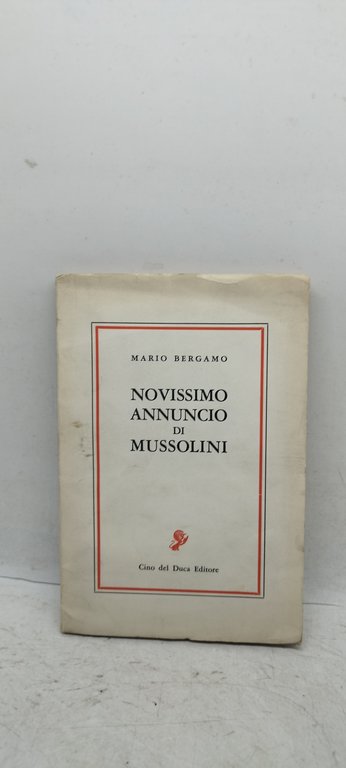 MARIO BERGAMO
NOVISSIMO
ANNUNCIO
DI
MUSSOLINI
Cino del Duca Editore